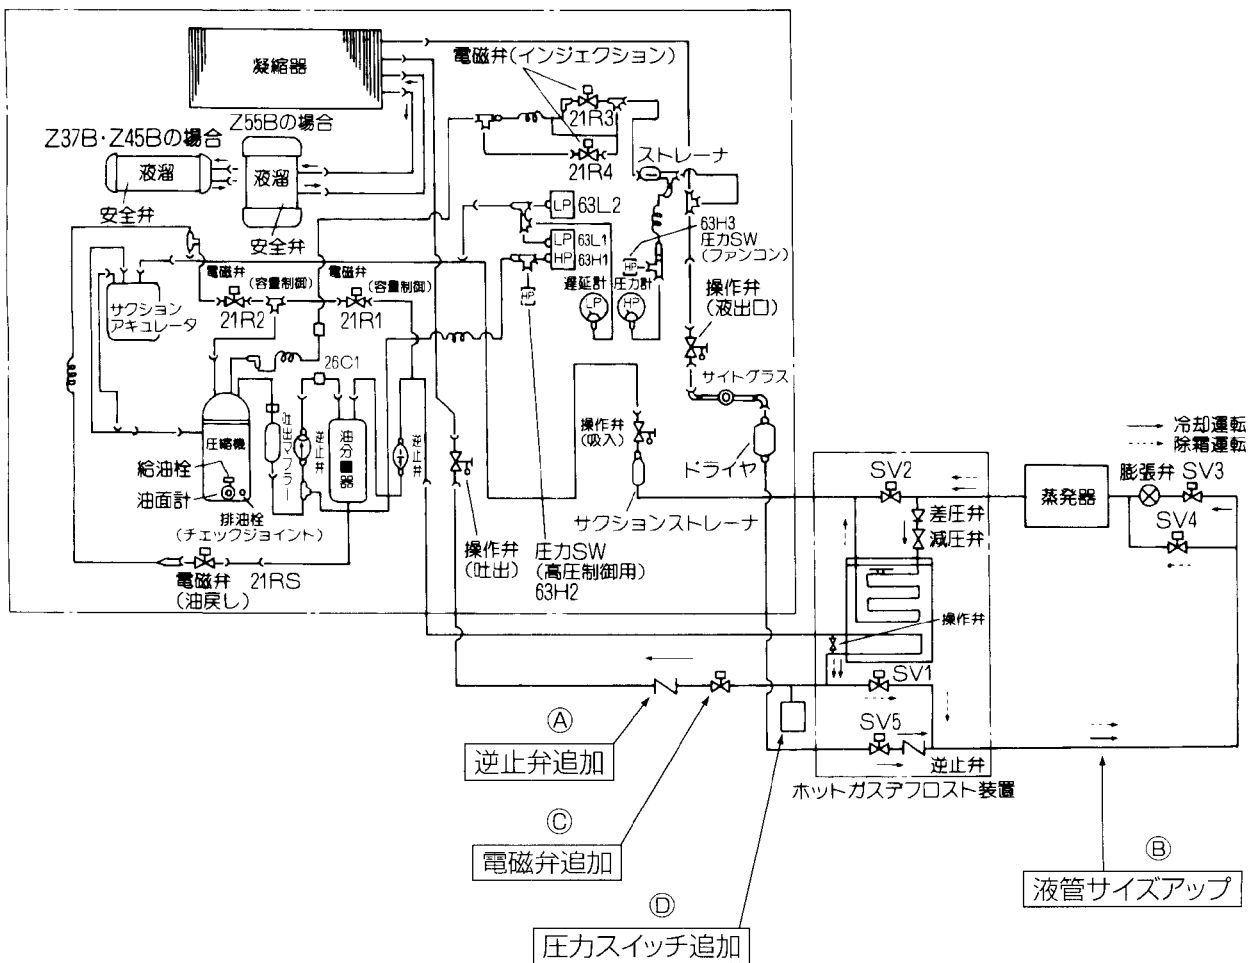 凝縮器
電磁弁(インジェクション)
21R3
21R4
Z55Bの場合
Z37B・Z45Bの場合
液溜
液溜
安全弁
安全弁
ストレーナ
LP
63L2
LP
63L1
HP
63H1
63H3
圧力SW
(ファンコン)
HP
HP
遅延計
圧力計
LP
HP
電磁弁
(容量制御)
21R2
電磁弁
(容量制御)
21R1
サクション
アキュレータ
操作弁
(液出口)
サイトグラス
ドライヤ
26C1
圧縮機
給油栓
油面計
排油栓
(チェックジョイント)
吐出マフラー
逆止弁
油分離器
逆止弁
操作弁
(吸入)
サクションストレーナ
電磁弁
(油戻し)
21RS
操作弁
(吐出)
圧力SW
(高圧制御用)
63H2
冷却運転
除霜運転
SV2
蒸発器
膨張弁
SV3
SV4
差圧弁
減圧弁
操作弁
SV1
SV5
逆止弁
ホットガスデフロスト装置
Ⓐ
逆止弁追加
Ⓒ
電磁弁追加
Ⓓ
圧力スイッチ追加
Ⓑ
液管サイズアップ